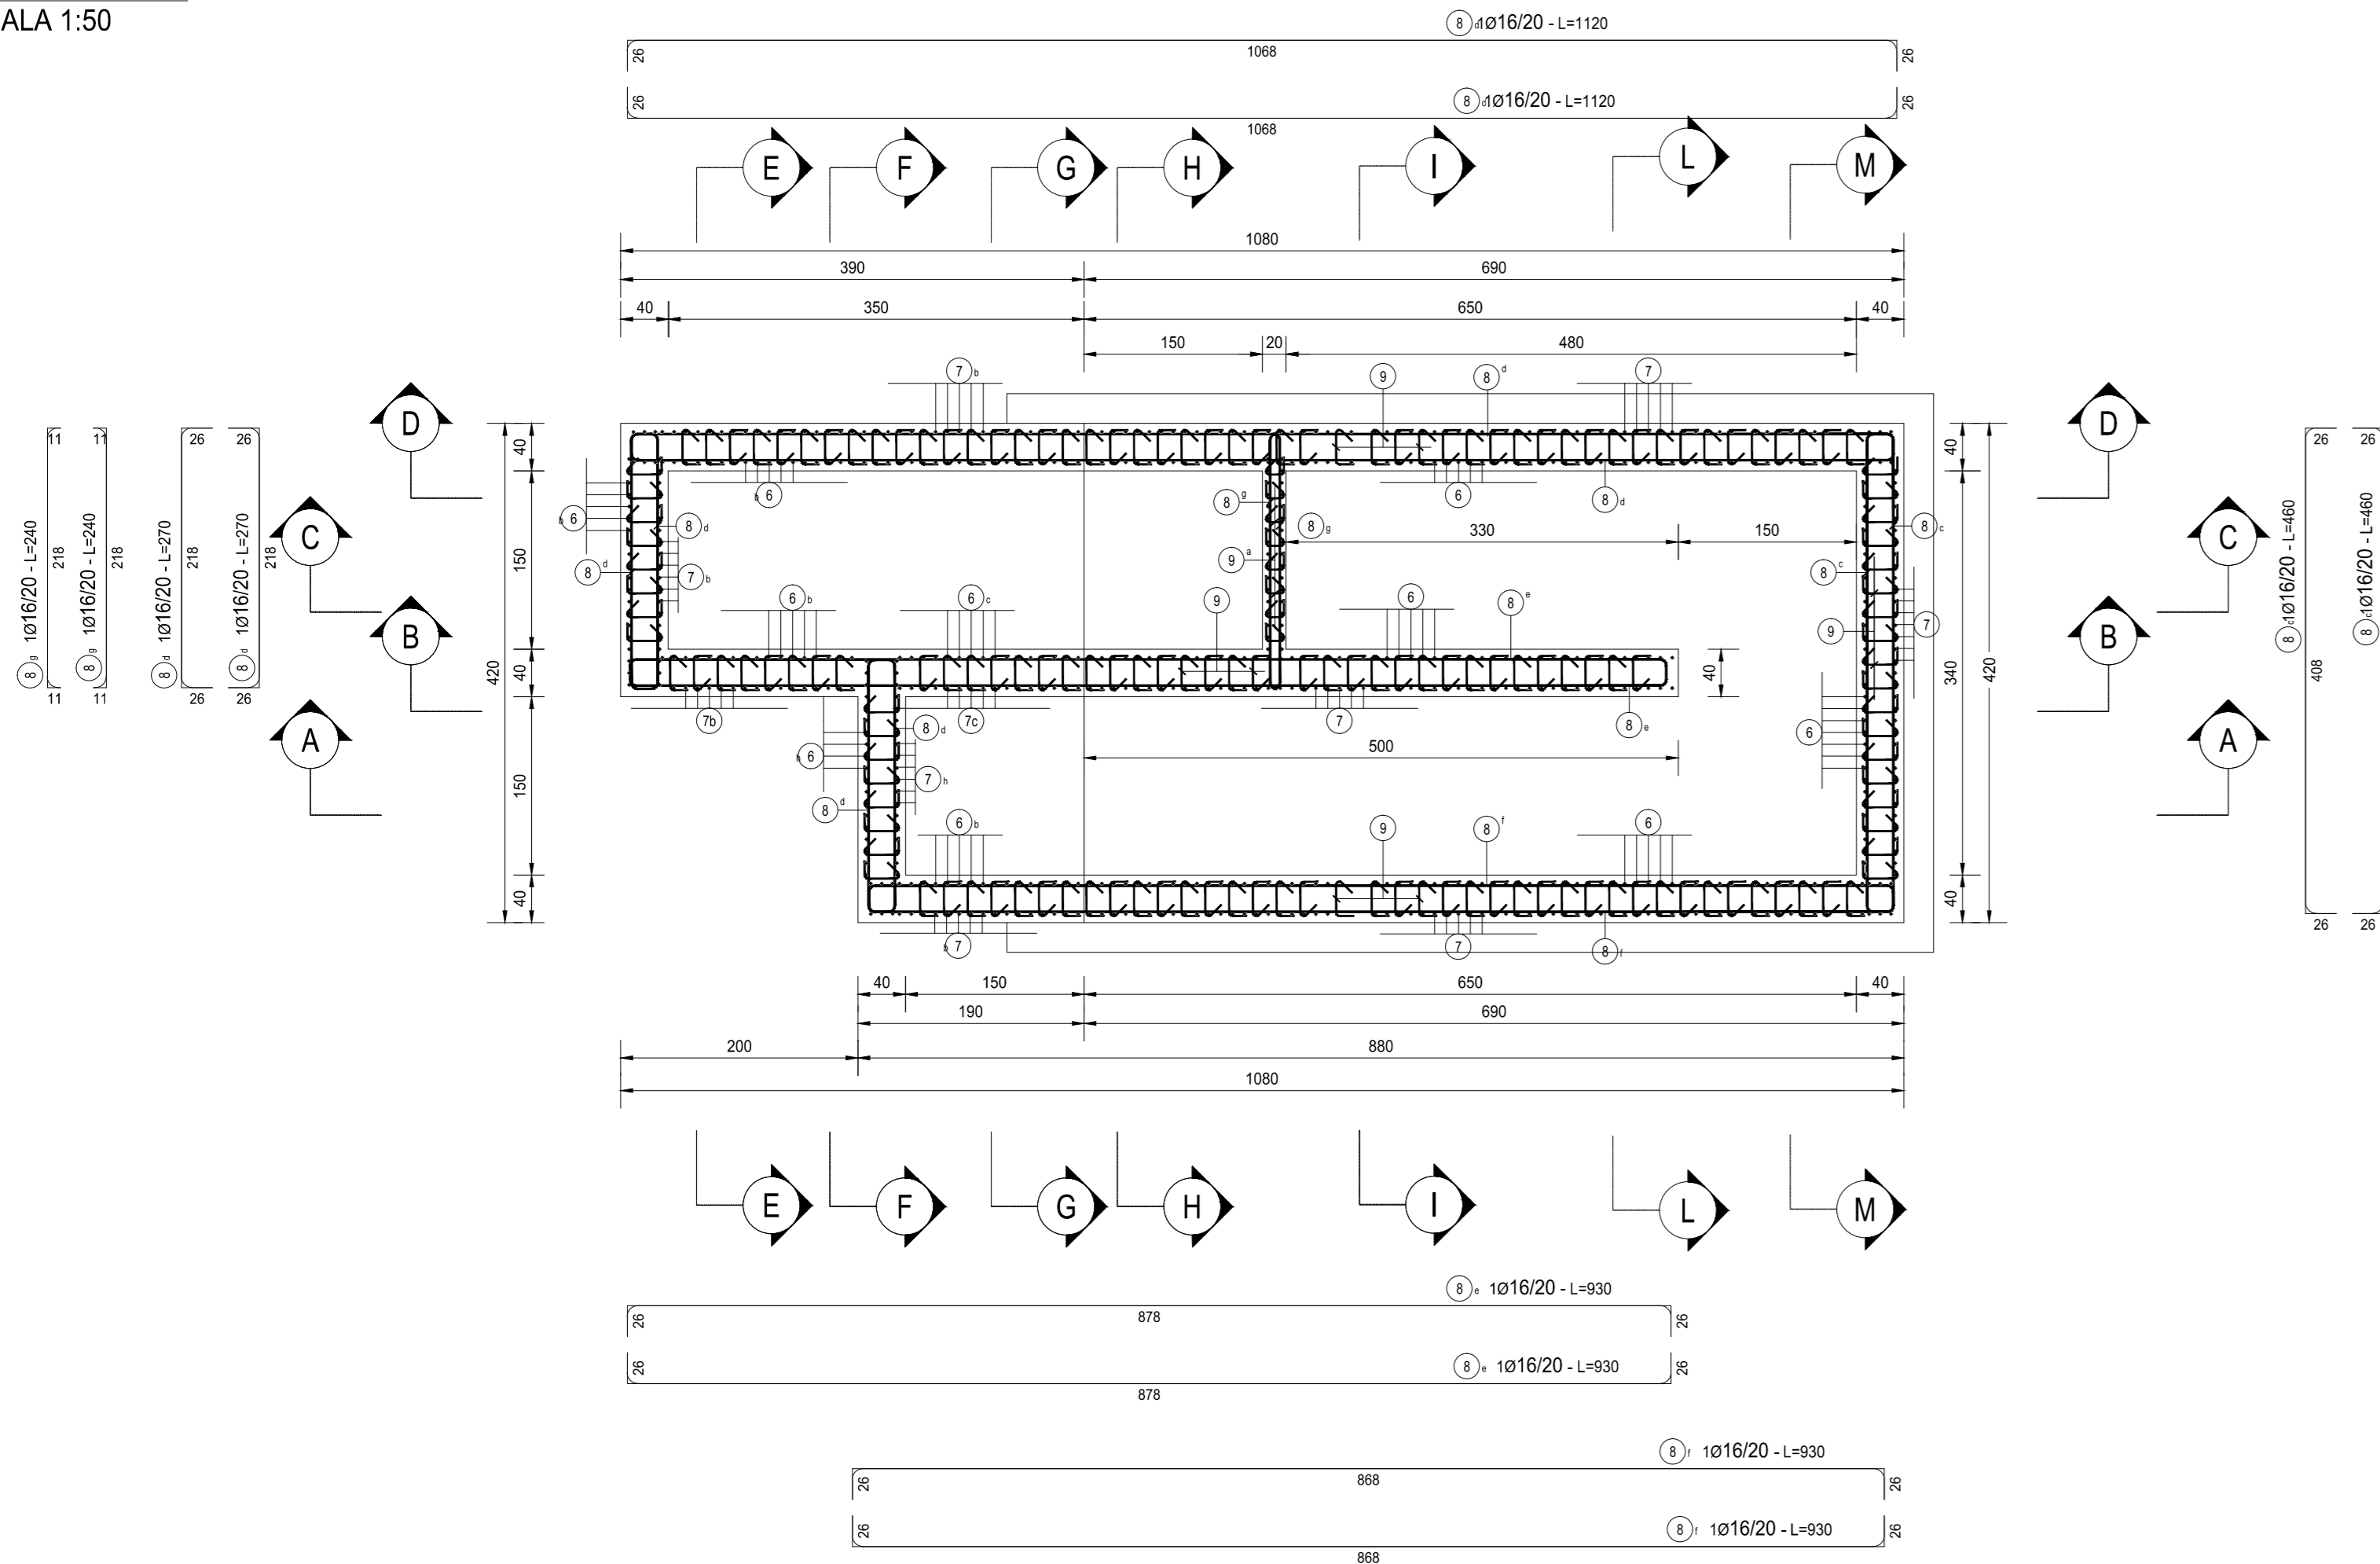 ALA 1:50
8 d 1Ø16/20 - L=1120
26 1068 26
8 d 1Ø16/20 - L=1120
26 1068 26
E F G H I L M
1080
390 690
40 350 650 40
150 20 480
7 b 9 8 d 7
D D
11 11 26 26
26 26
40 40
b 6 6 8 d
8 g 8 g
b 6 8 d 8 c
C C
330 150
8 g 1Ø16/20 - L=240
218
8 g 1Ø16/20 - L=240
218
8 d 1Ø16/20 - L=270
218
8 d 1Ø16/20 - L=270
218
150
9 a
8 d 7 b 8 c
6 b 6 c 9 6 8 e
9 7
B B
8 c 1Ø16/20 - L=460
408
8 c 1Ø16/20 - L=460
420 40 40 340 420
11 11 26 26
7b 7c 7 8 e
8 d
6
A A
h 6 500
150
7 h
8 d
6 b 9 8 f 6
40 40
26 26
b 7 7 8 f
40 150 650 40
190 690
200 880
1080
E F G H I L M
8 e 1Ø16/20 - L=930
26 878 26
8 e 1Ø16/20 - L=930
26 878 26
8 f 1Ø16/20 - L=930
26 868 26
8 f 1Ø16/20 - L=930
26 868 26